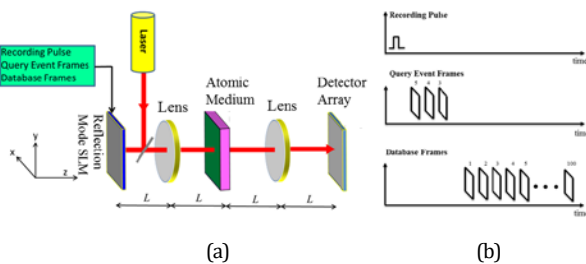 Recording Pulse
Query Event Frames
Database Frames
Laser
Lens
Atomic
Medium
Lens
Detector
Array
Reflection
Mode SLM
y
x
z
L
L
L
L
(a)
Recording Pulse
time
Query Event Frames
5 4 3
time
Database Frames
1 2 3 4 5 100
time
(b)